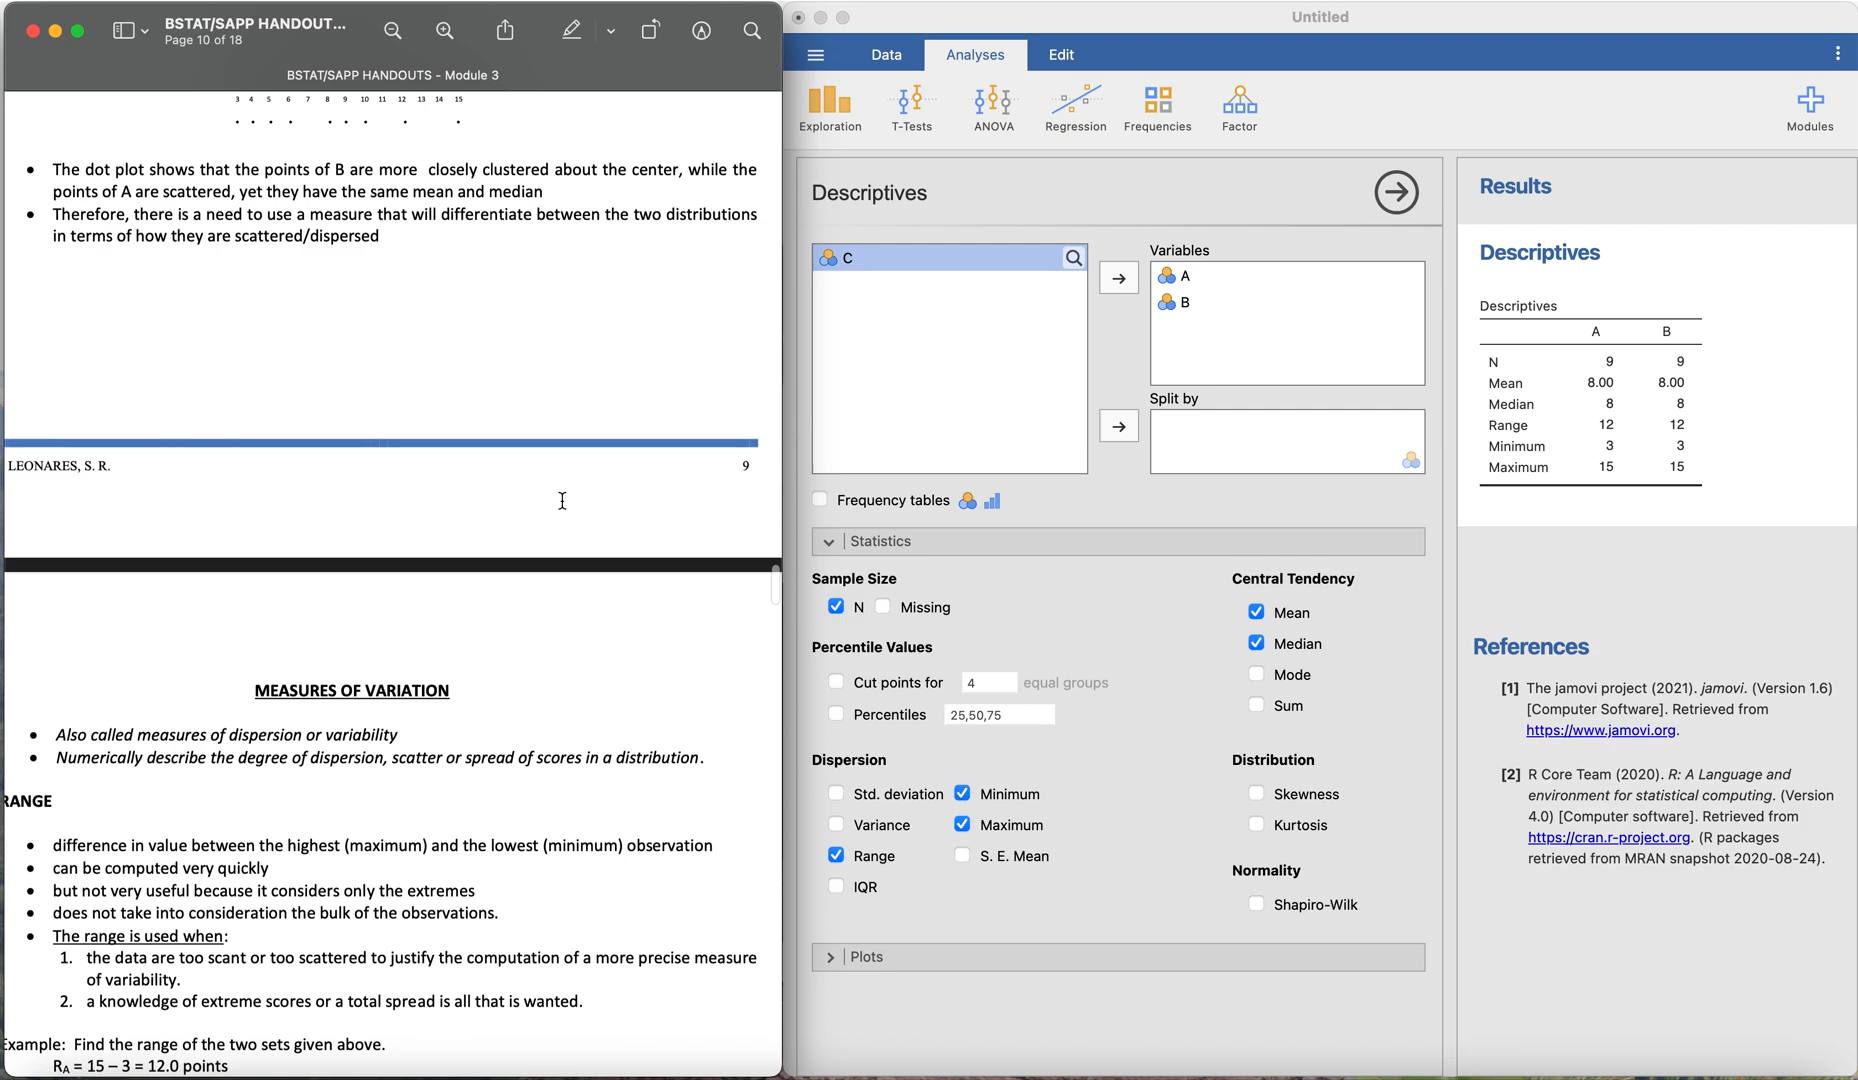 BSTAT/SAPP HANDOUT...
Page 10 of 18
BSTAT/SAPP HANDOUTS - Module 3
3 4 5 6 7 8 9 10 11 12 13 14 15
• The dot plot shows that the points of B are more closely clustered about the center, while the
points of A are scattered, yet they have the same mean and median
• Therefore, there is a need to use a measure that will differentiate between the two distributions
in terms of how they are scattered/dispersed
LEONARES, S. R.
9
MEASURES OF VARIATION
• Also called measures of dispersion or variability
• Numerically describe the degree of dispersion, scatter or spread of scores in a distribution.
RANGE
• difference in value between the highest (maximum) and the lowest (minimum) observation
• can be computed very quickly
• but not very useful because it considers only the extremes
• does not take into consideration the bulk of the observations.
• The range is used when:
1. the data are too scant or too scattered to justify the computation of a more precise measure
of variability.
2. a knowledge of extreme scores or a total spread is all that is wanted.
Example: Find the range of the two sets given above.
RA = 15 – 3 = 12.0 points
Untitled
Data
Analyses
Edit
Exploration
T-Tests
ANOVA
Regression
Frequencies
Factor
Modules
Descriptives
C
Variables
A
B
Split by
Frequency tables
Statistics
Sample Size
N
Missing
Percentile Values
Cut points for
4
equal groups
Percentiles
25,50,75
Dispersion
Std. deviation
Minimum
Variance
Maximum
Range
S. E. Mean
IQR
Central Tendency
Mean
Median
Mode
Sum
Distribution
Skewness
Kurtosis
Normality
Shapiro-Wilk
Plots
Results
Descriptives
Descriptives
A B
N 9 9
Mean 8.00 8.00
Median 8 8
Range 12 12
Minimum 3 3
Maximum 15 15
References
[1] The jamovi project (2021). jamovi. (Version 1.6)
[Computer Software]. Retrieved from
https://www.jamovi.org.
[2] R Core Team (2020). R: A Language and
environment for statistical computing. (Version
4.0) [Computer software]. Retrieved from
https://cran.r-project.org. (R packages
retrieved from MRAN snapshot 2020-08-24).